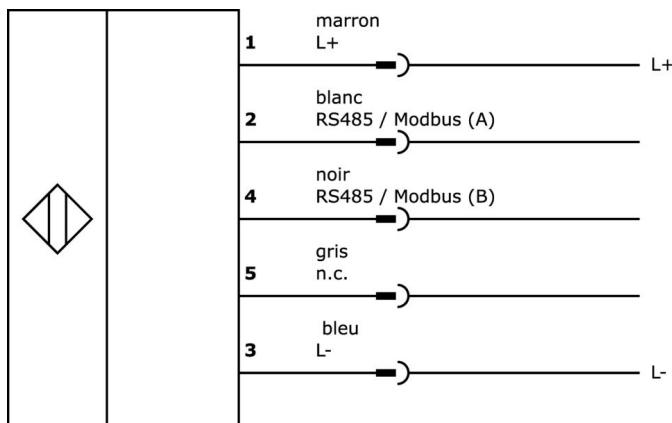 marron
1 L+
L+
blanc
2 RS485 / Modbus (A)
noir
4 RS485 / Modbus (B)
gris
5 n.c.
bleu
3 L-
L-